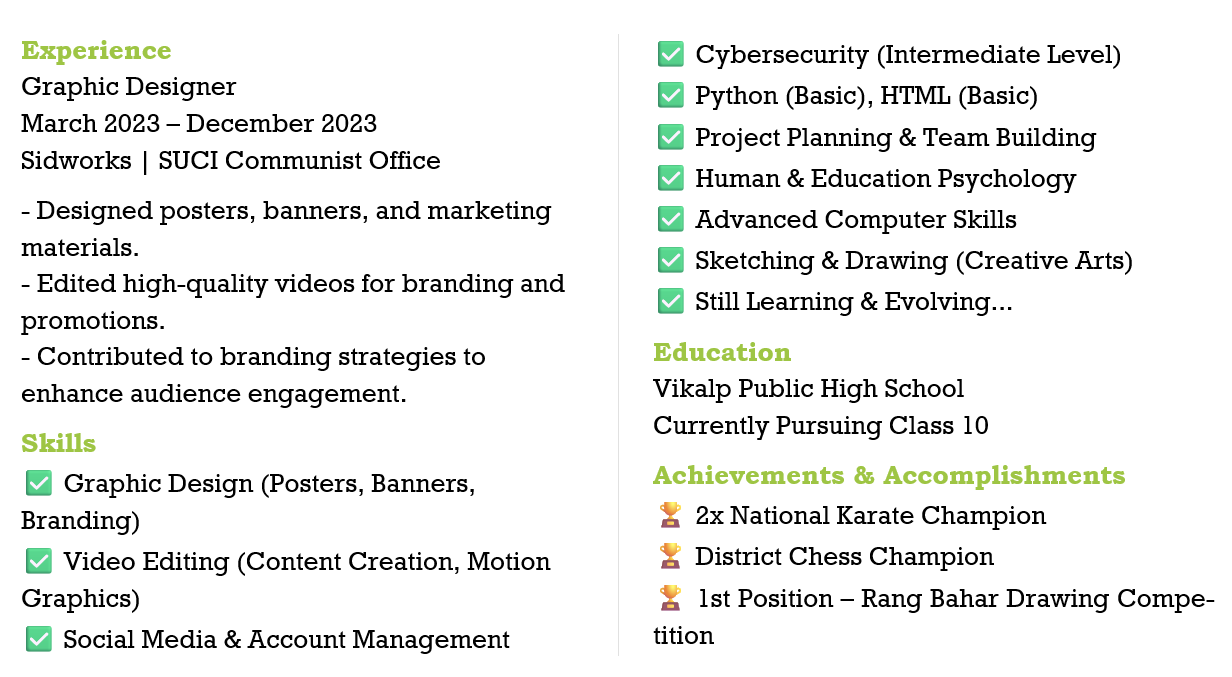 Experience
Graphic Designer
March 2023 – December 2023
Sidworks | SUCI Communist Office
- Designed posters, banners, and marketing
materials.
- Edited high-quality videos for branding and
promotions.
- Contributed to branding strategies to
enhance audience engagement.
Skills
✅ Graphic Design (Posters, Banners,
Branding)
✅ Video Editing (Content Creation, Motion
Graphics)
✅ Social Media & Account Management
✅ Cybersecurity (Intermediate Level)
✅ Python (Basic), HTML (Basic)
✅ Project Planning & Team Building
✅ Human & Education Psychology
✅ Advanced Computer Skills
✅ Sketching & Drawing (Creative Arts)
✅ Still Learning & Evolving...
Education
Vikalp Public High School
Currently Pursuing Class 10
Achievements & Accomplishments
🏆 2x National Karate Champion
🏆 District Chess Champion
🏆 1st Position – Rang Bahar Drawing Compe-
tition